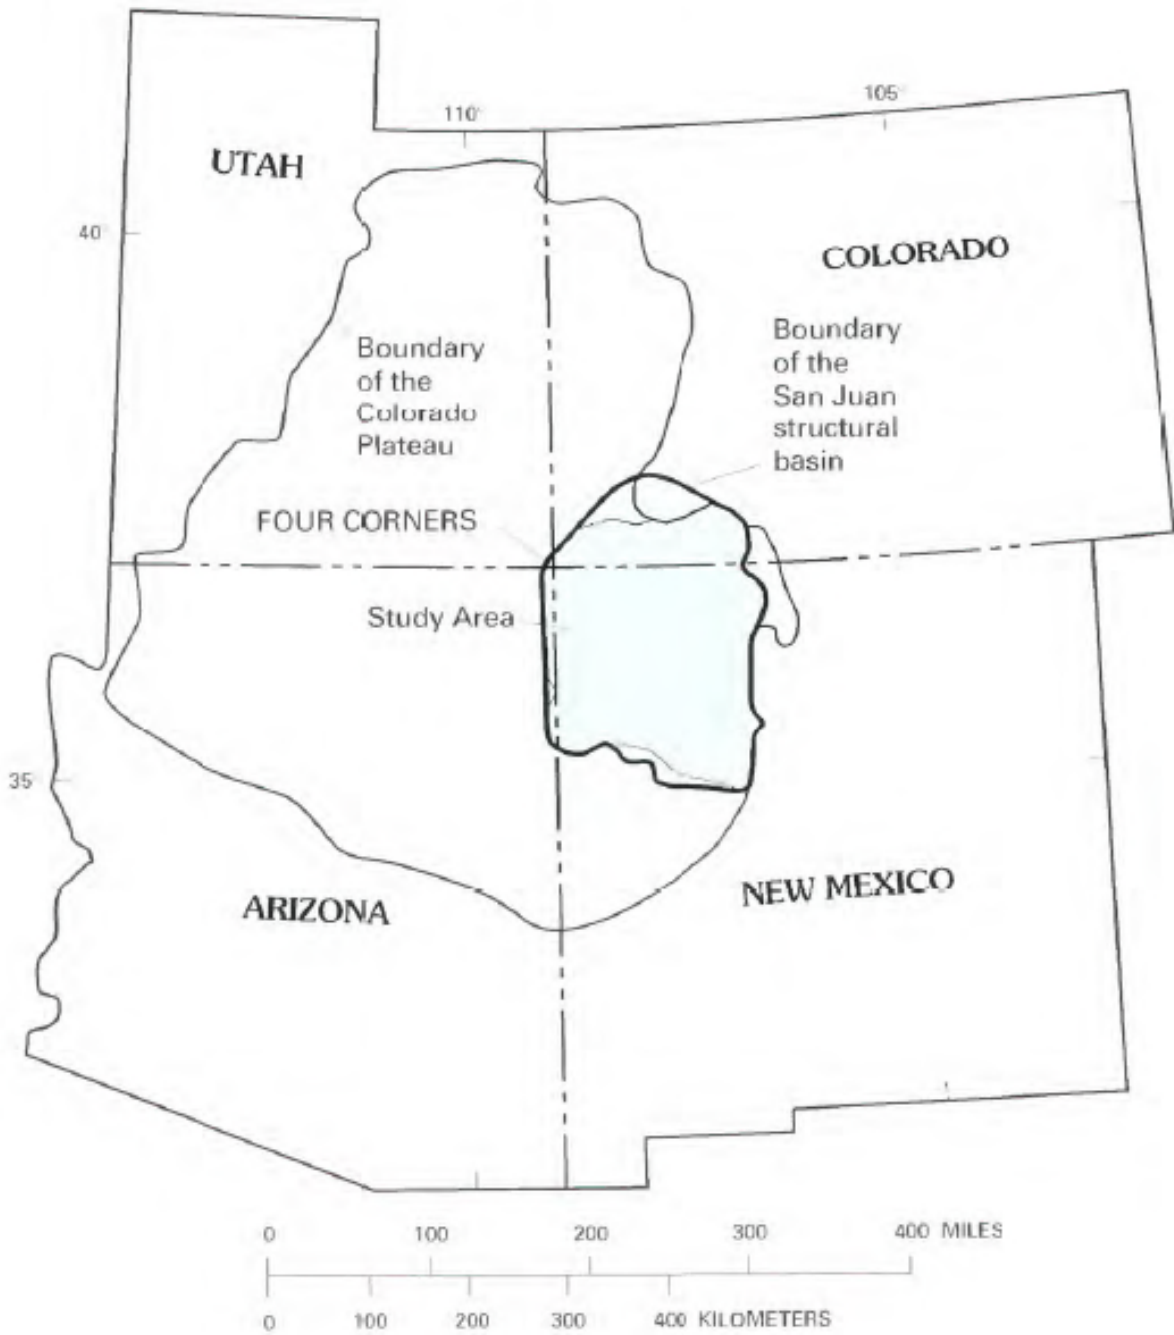 110°
105°
UTAH
40°
COLORADO
Boundary
of the
Colorado
Plateau
Boundary
of the
San Juan
structural
basin
FOUR CORNERS
Study Area
35°
ARIZONA
NEW MEXICO
0 100 200 300 400 MILES
0 100 200 300 400 KILOMETERS